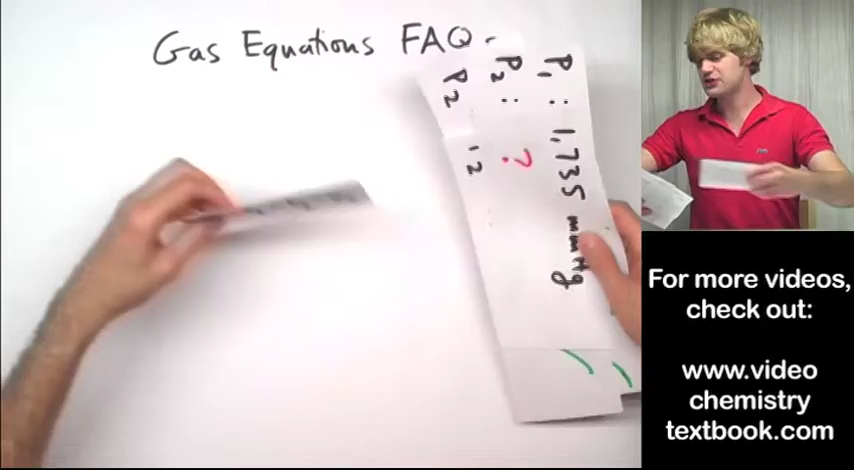 Gas Equations FAQ.
P₁ : 1,735 mmHg
P₂ : ?
P₂
12
For more videos,
check out:
www.video
chemistry
textbook.com